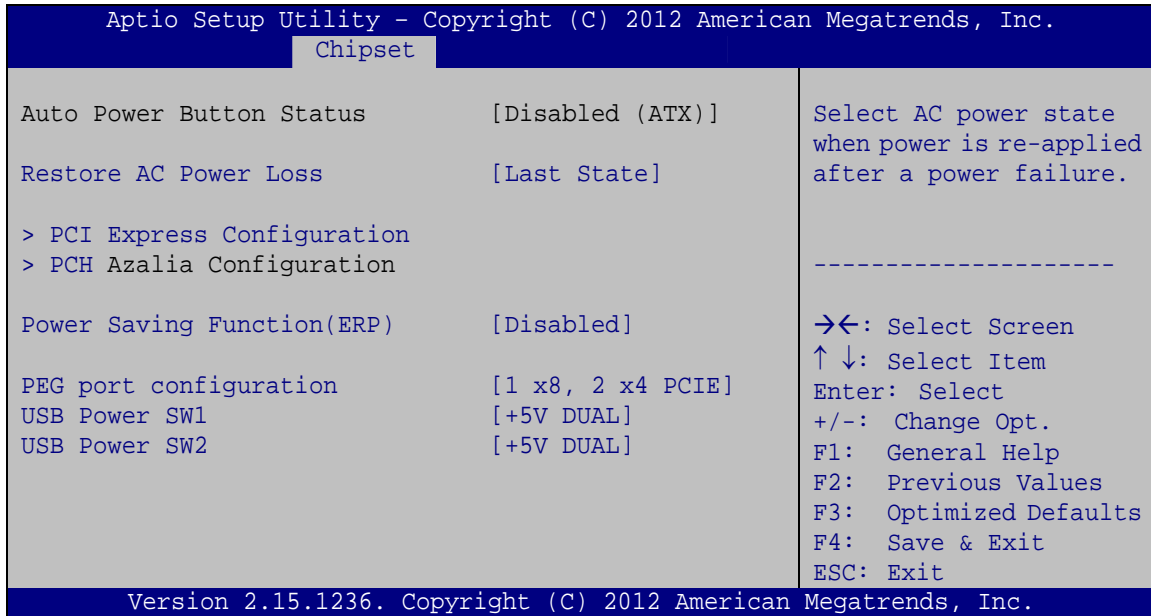 Aptio Setup Utility – Copyright (C) 2012 American Megatrends, Inc.
Chipset
Auto Power Button Status [Disabled (ATX)]
Restore AC Power Loss [Last State]
> PCI Express Configuration
> PCH Azalia Configuration
Power Saving Function(ERP) [Disabled]
PEG port configuration [1 x8, 2 x4 PCIE]
USB Power SW1 [+5V DUAL]
USB Power SW2 [+5V DUAL]
Select AC power state
when power is re-applied
after a power failure.
---------------------
→←: Select Screen
↑ ↓: Select Item
Enter: Select
+/-: Change Opt.
F1: General Help
F2: Previous Values
F3: Optimized Defaults
F4: Save & Exit
ESC: Exit
Version 2.15.1236. Copyright (C) 2012 American Megatrends, Inc.